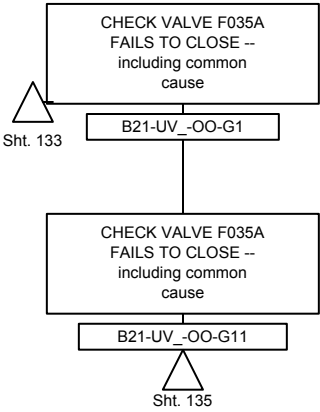 CHECK VALVE F035A
FAILS TO CLOSE --
including common
cause
Sht. 133
B21-UV_-OO-G1
CHECK VALVE F035A
FAILS TO CLOSE --
including common
cause
B21-UV_-OO-G11
Sht. 135